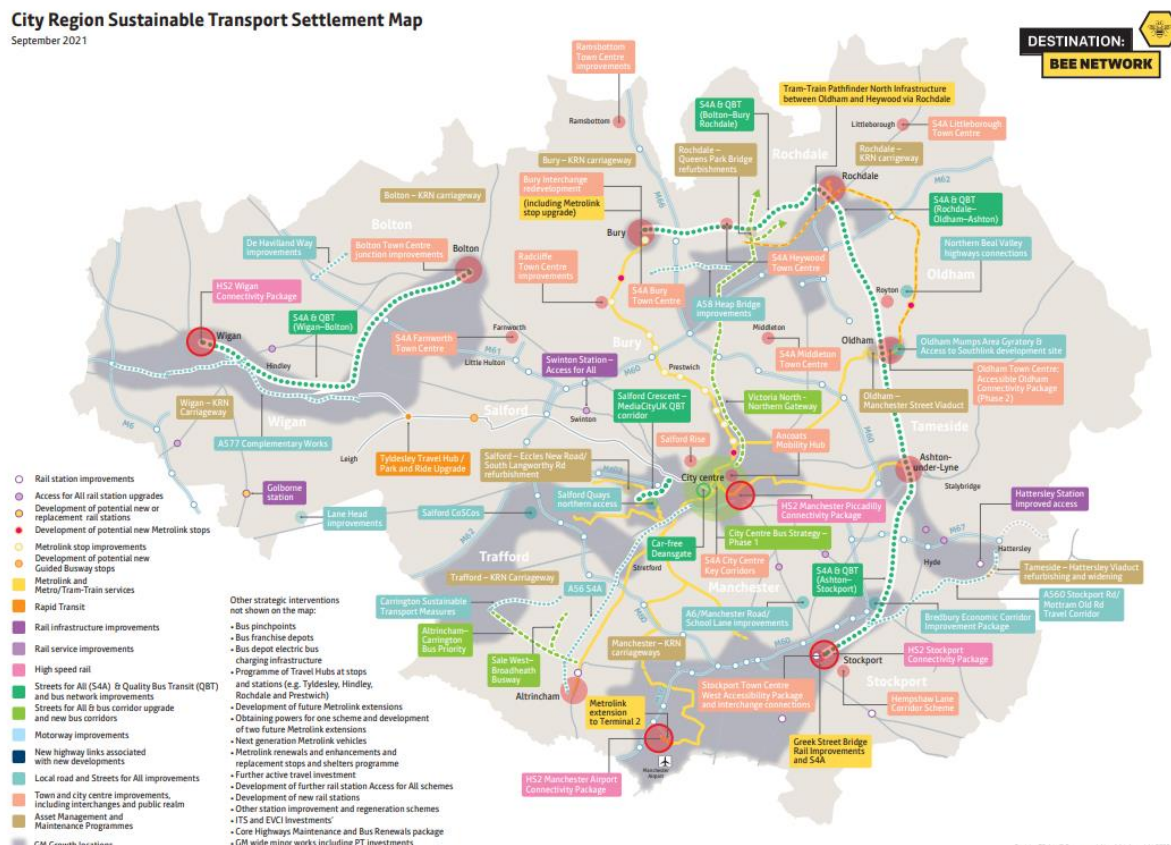 City Region Sustainable Transport Settlement Map
September 2021
DESTINATION:
BEE NETWORK
Ramsbottom
Town Centre
improvements
Ramsbottom
S4A & QBT
(Bolton–Bury
Rochdale)
Tram-Train Pathfinder North Infrastructure
between Oldham and Heywood via Rochdale
Littleborough
S4A Littleborough
Town Centre
Rochdale
Rochdale –
KRN carrigeway
Rochdale –
Queens Park Bridge
refurbishments
Bury – KRN carriageway
M66
M62
Bury interchange
redevelopment
(including Metrolink
stop upgrade)
Rochdale
S4A & QBT
(Rochdale–
Oldham–Ashton)
Bolton – KRN carriageway
Bolton
Bolton
Bury
De Havilland Way
improvements
Bolton Town Centre
junction improvements
Northern Beal Valley
highways connections
Oldham
Radcliffe
Town Centre
improvements
S4A Heywood
Town Centre
S4A Bury
Town Centre
A58 Heap Bridge
improvements
Royton
HS2 Wigan
Connectivity Package
S4A & QBT
(Wigan–Bolton)
Wigan
Hindley
S4A Farnworth
Town Centre
Farnworth
M61
Little Hulton
Bury
M60
Prestwich
Middleton
S4A Middleton
Town Centre
Oldham
Oldham Mumps Area Gyratory &
Access to Southlink development site
Swinton Station –
Access for All
Oldham Town Centre;
Accessible Oldham
Connectivity Package
(Phase 2)
Wigan – KRN
Carriageway
Wigan
Salford
Swinton
Salford Crescent –
MediaCityUK QBT
corridor
Victoria North –
Northern Gateway
Oldham –
Manchester Street Viaduct
M6
A577 Complementary Works
Leigh
Tyldesley Travel Hub /
Park and Ride Upgrade
Salford – Eccles New Road/
South Langworthy Rd
refurbishment
Salford Rise
Ancoats
Mobility Hub
Tameside
M60
Ashton-
under-Lyne
Stalybridge
M602
City centre
Golborne
station
Lane Head
improvements
Salford CoSCos
Salford Quays
northern access
HS2 Manchester Piccadilly
Connectivity Package
Hattersley Station
improved access
M62
Car-free
Deansgate
City Centre Bus Strategy –
Phase 1
M67
Hattersley
Hyde
Trafford
Stretford
S4A City Centre
Key Corridors
Manchester
S4A & QBT
(Ashton–
Stockport)
Tameside – Hattersley Viaduct
refurbishing and widening
Trafford – KRN Carriageway
A56 S4A
Carrington Sustainable
Transport Measures
A6/Manchester Road/
School Lane improvements
A560 Stockport Rd/
Mottram Old Rd
Travel Corridor
Bredbury Economic Corridor
Improvement Package
Altrincham–
Carrington
Bus Priority
Manchester – KRN
carriageways
M60
Sale West–
Broadheath
Busway
Stockport
HS2 Stockport
Connectivity Package
Altrincham
Stockport Town Centre
West Accessibility Package
and interchange connections
Stockport
Hempshaw Lane
Corridor Scheme
Metrolink
extension
to Terminal 2
Greek Street Bridge
Rail Improvements
and S4A
HS2 Manchester Airport
Connectivity Package
Manchester
Airport
Rail station improvements
Access for All rail station upgrades
Development of potential new or
replacement rail stations
Development of potential new Metrolink stops
Metrolink stop improvements
Development of potential new
Guided Busway stops
Metrolink and
Metro/Tram-Train services
Rapid Transit
Rail infrastructure improvements
Rail service improvements
High speed rail
Streets for All (S4A) & Quality Bus Transit (QBT)
and bus network improvements
Streets for All & bus corridor upgrade
and new bus corridors
Motorway improvements
New highway links associated
with new developments
Local road and Streets for All improvements
Town and city centre improvements,
including interchanges and public realm
Asset Management and
Maintenance Programmes
GM Growth locations
Other strategic interventions
not shown on the map:
• Bus pinchpoints
• Bus franchise depots
• Bus depot electric bus
charging infrastructure
• Programme of Travel Hubs at stops
and stations (e.g. Tyldesley, Hindley,
Rochdale and Prestwich)
• Development of future Metrolink extensions
• Obtaining powers for one scheme and development
of two future Metrolink extensions
• Next generation Metrolink vehicles
• Metrolink renewals and enhancements and
replacement stops and shelters programme
• Further active travel investment
• Development of further rail station Access for All schemes
• Development of new rail stations
• Other station improvement and regeneration schemes
• ITS and EVCI Investments'
• Core Highways Maintenance and Bus Renewals package
• GM wide minor works including PT investments